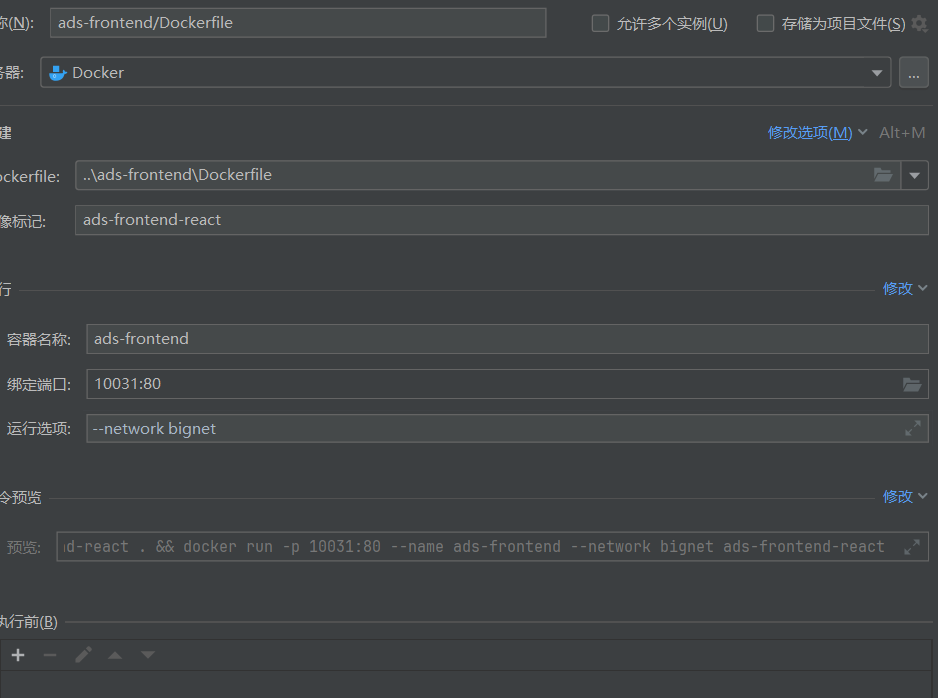 称(N):
ads-frontend/Dockerfile
允许多个实例(U)
存储为项目文件(S)
务器:
Docker
...
建
修改选项(M)
Alt+M
ockerfile:
..\ads-frontend\Dockerfile
像标记:
ads-frontend-react
行
修改
容器名称:
ads-frontend
绑定端口:
10031:80
运行选项:
--network bignet
令预览
修改
预览:
nd-react . && docker run -p 10031:80 --name ads-frontend --network bignet ads-frontend-react
执行前(B)